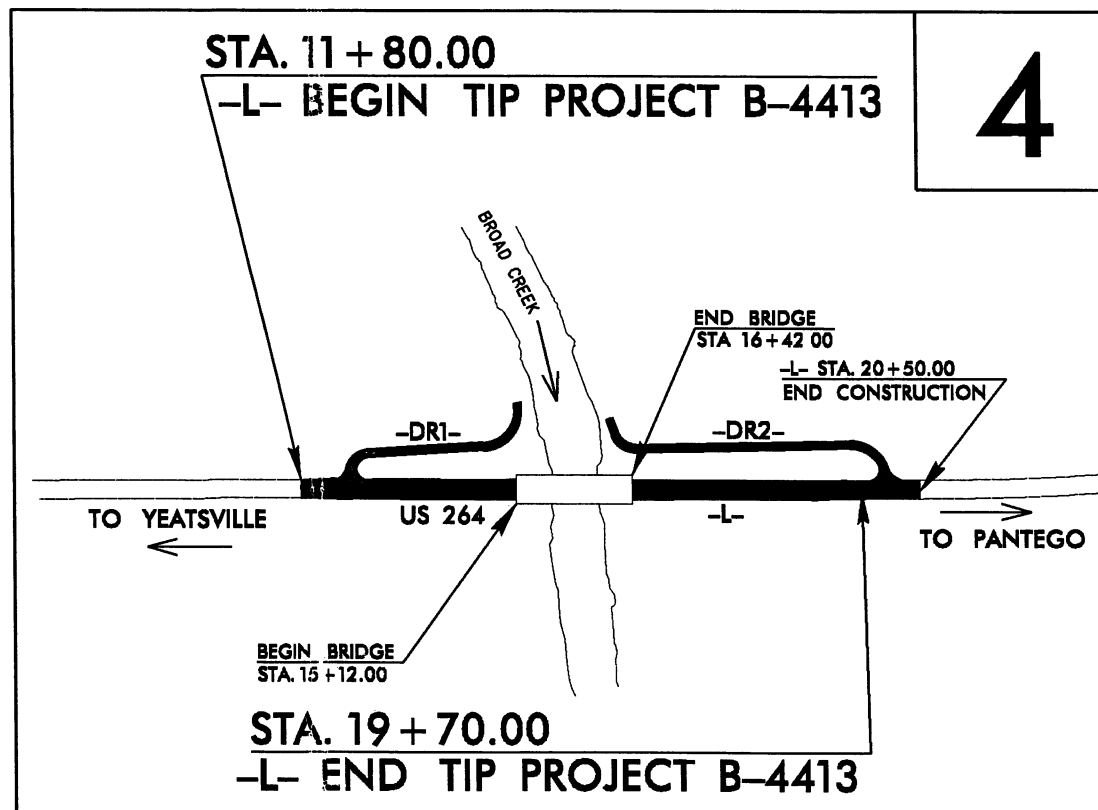 STA. 11+80.00
-L- BEGIN TIP PROJECT B-4413
4
BROAD CREEK
END BRIDGE
STA 16+42 00
-L- STA. 20+50.00
END CONSTRUCTION
-DR1-
-DR2-
TO YEATSVILLE
US 264
-L-
TO PANTEGO
BEGIN BRIDGE
STA. 15+12.00
STA. 19+70.00
-L- END TIP PROJECT B-4413